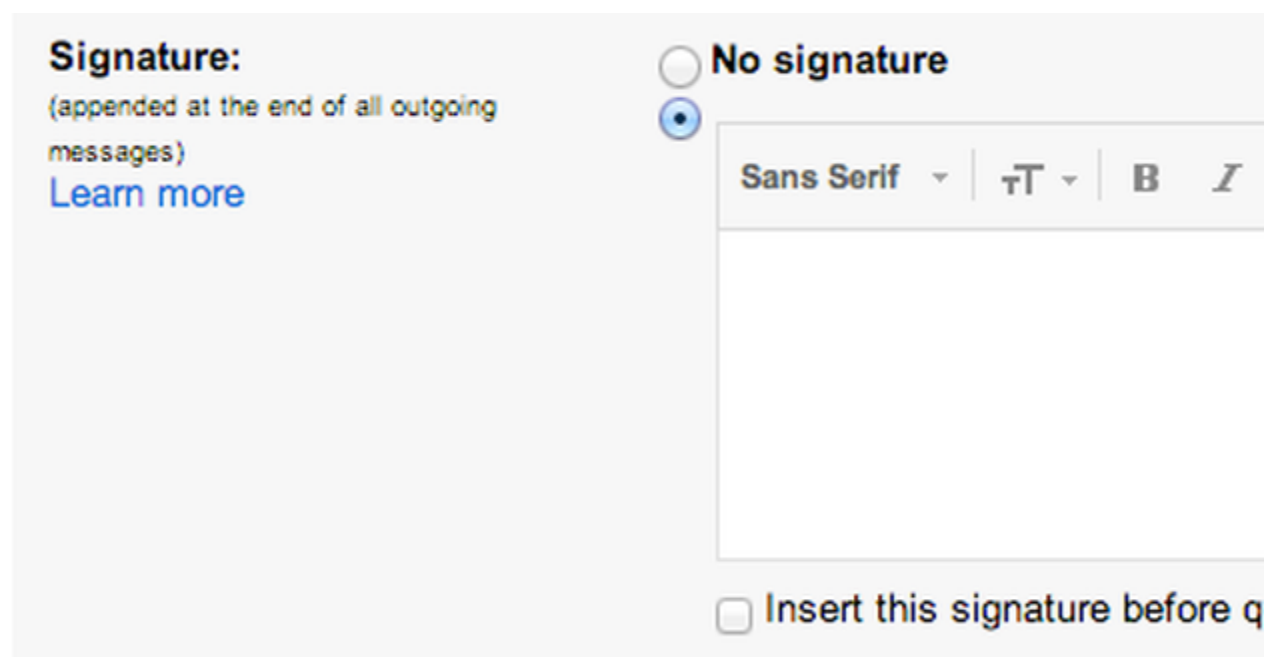 Signature:
(appended at the end of all outgoing
messages)
Learn more
No signature
Sans Serif
TT
B
I
Insert this signature before q